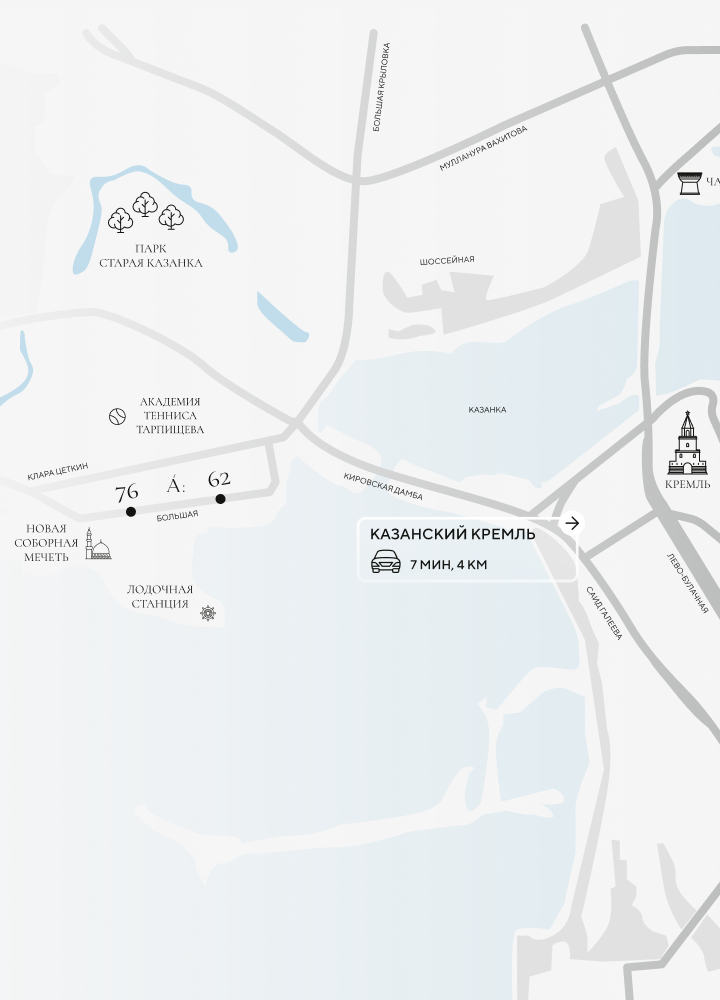 БОЛЬШАЯ КРЫЛОВКА
МУЛЛАНУРА ВАХИТОВА
ПАРК
СТАРАЯ КАЗАНКА
ШОССЕЙНАЯ
АКАДЕМИЯ
ТЕННИСА
ТАРПИЩЕВА
КАЗАНКА
КЛАРА ЦЕТКИН
76 А́: 62
БОЛЬШАЯ
КИРОВСКАЯ ДАМБА
КРЕМЛЬ
НОВАЯ
СОБОРНАЯ
МЕЧЕТЬ
КАЗАНСКИЙ КРЕМЛЬ
7 МИН, 4 КМ
ЛОДОЧНАЯ
СТАНЦИЯ
САИД ГАЛЕЕВА
ЛЕВО-БУЛАЧНАЯ